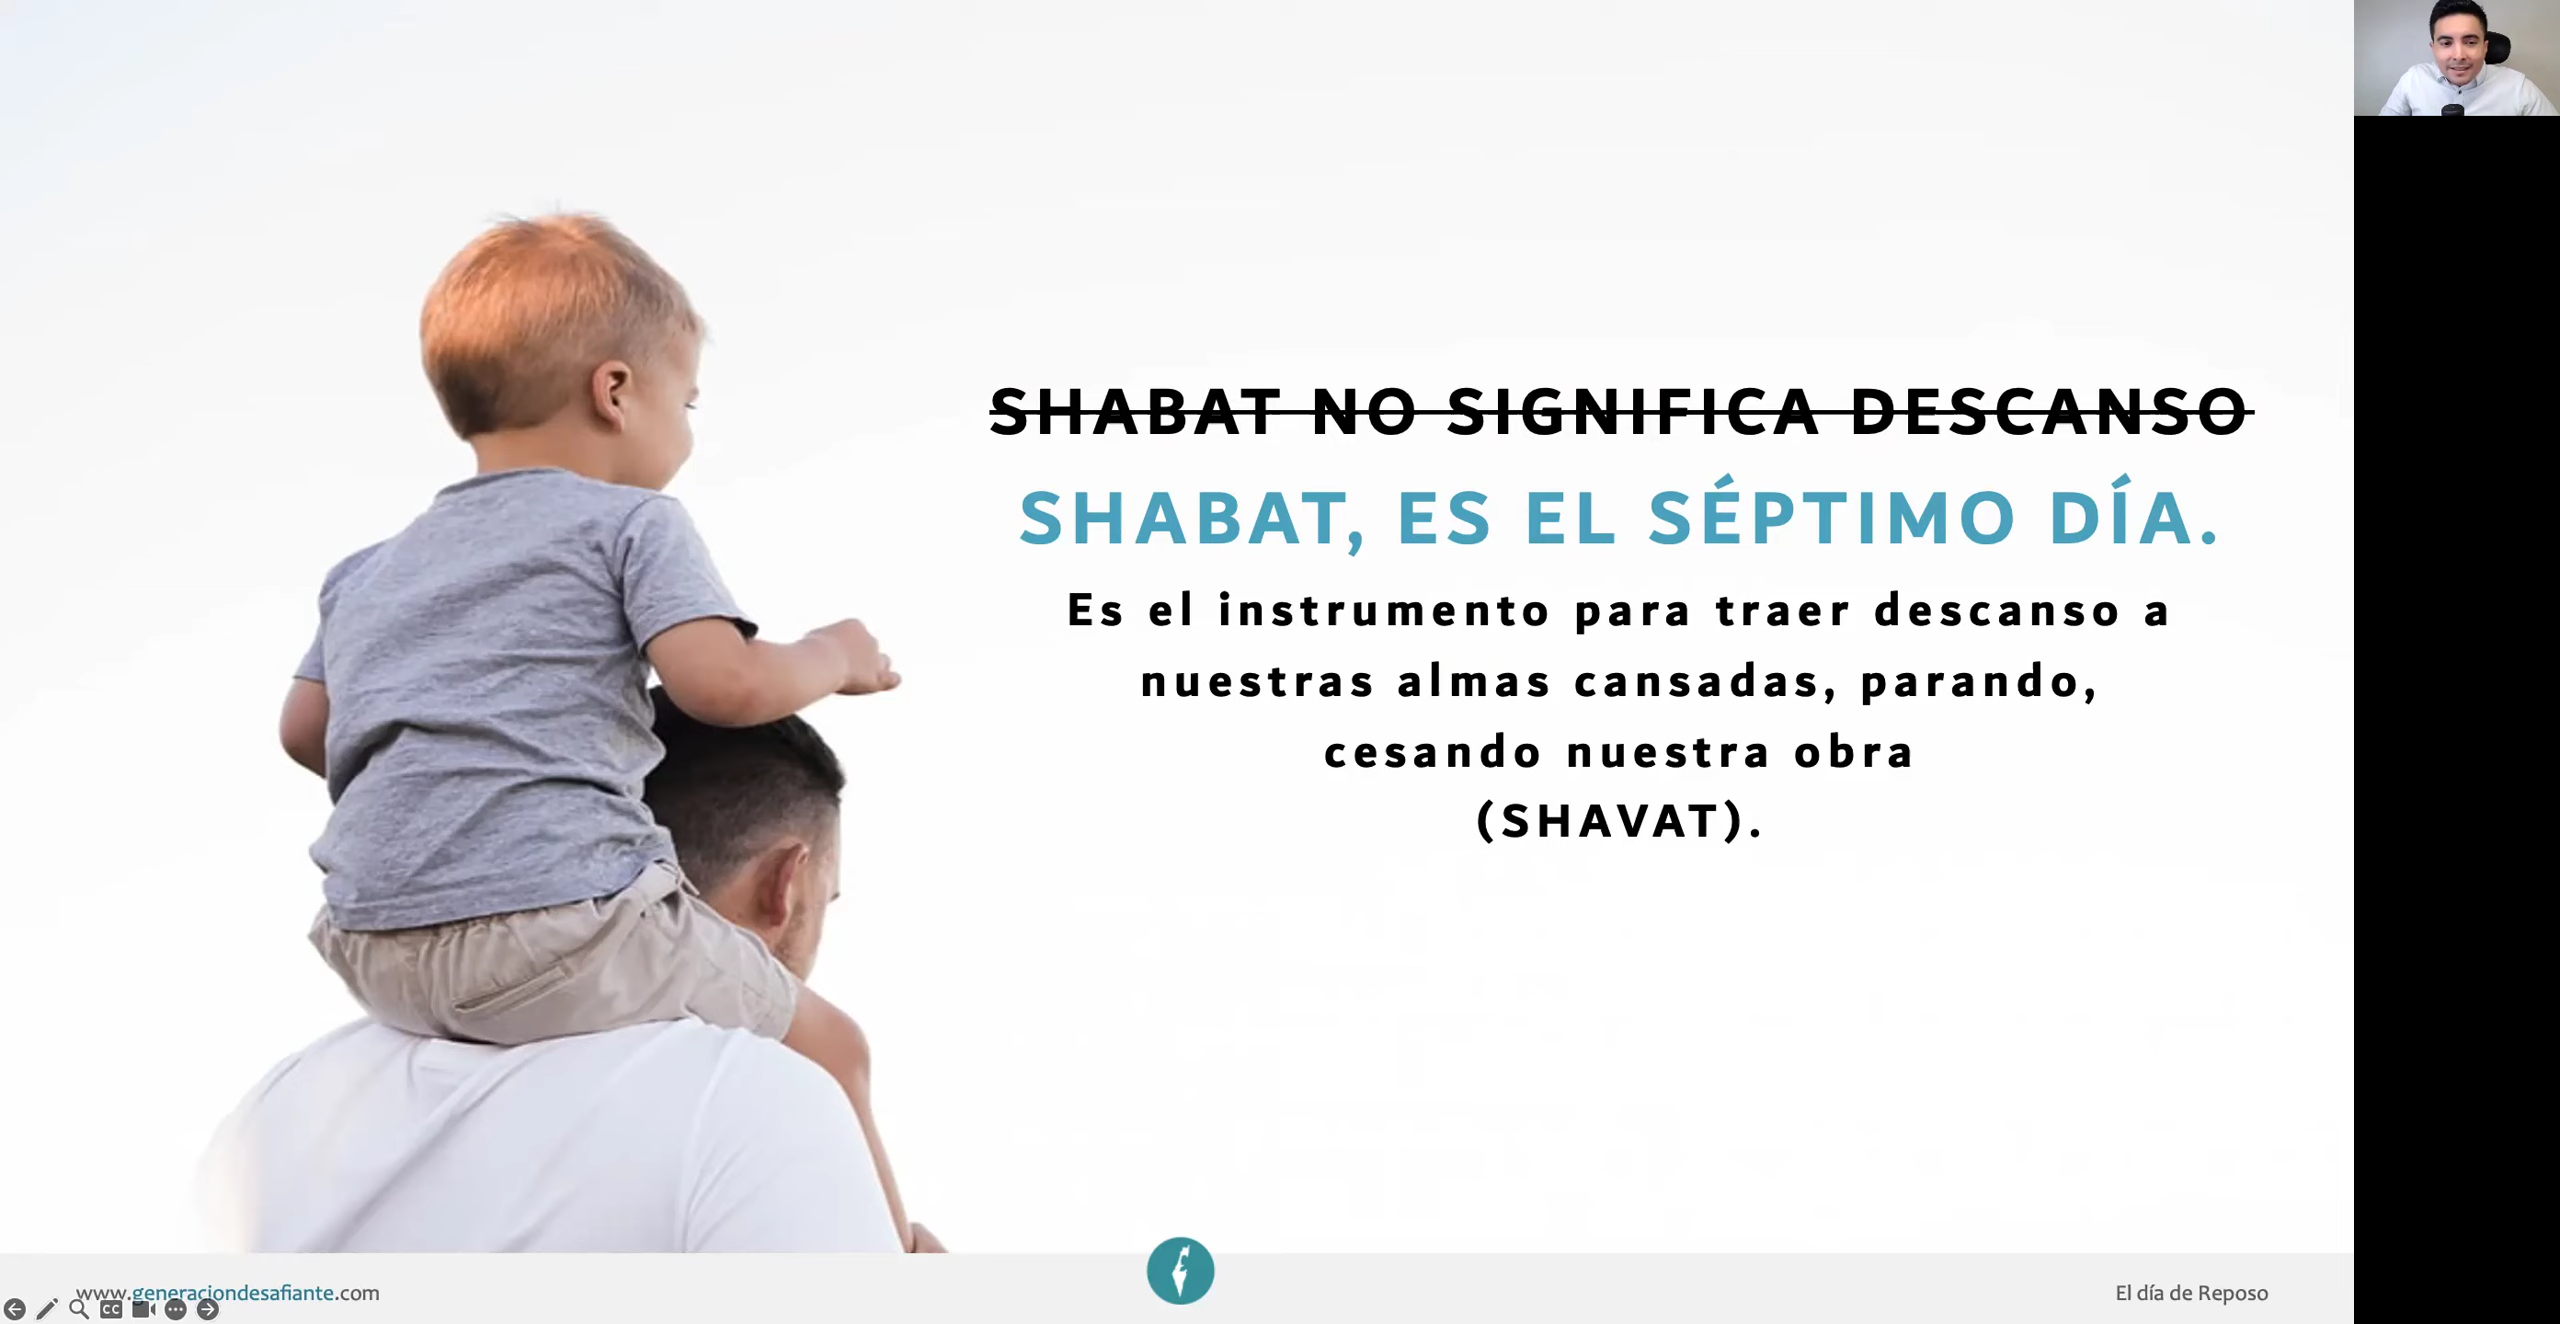 SHABAT NO SIGNIFICA DESCANSO
SHABAT, ES EL SÉPTIMO DÍA.
Es el instrumento para traer descanso a
nuestras almas cansadas, parando,
cesando nuestra obra
(SHAVAT).
www.generaciondesafiante.com
CC
El día de Reposo